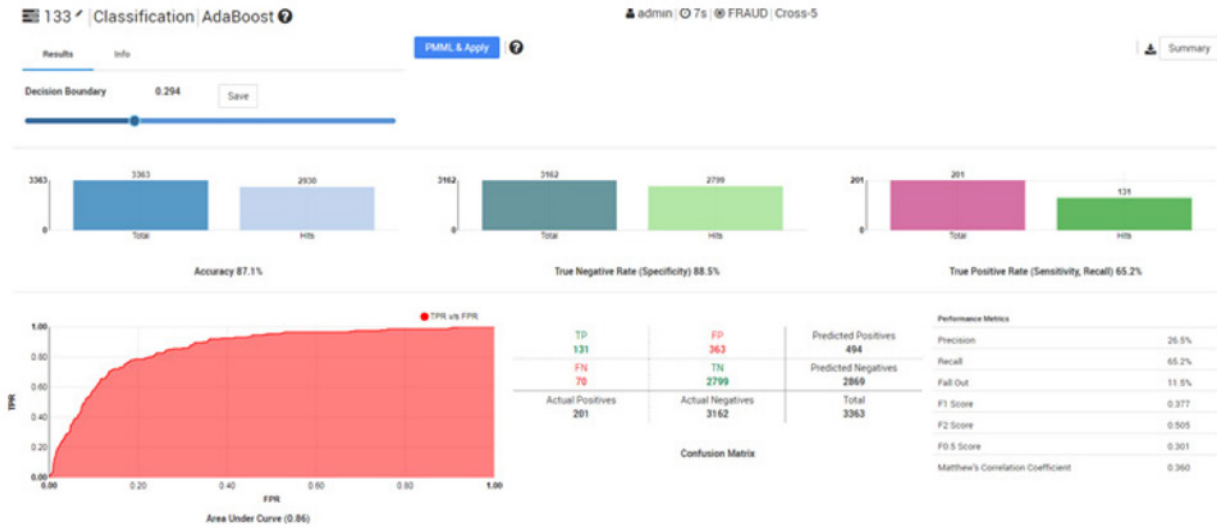 133 | Classification | AdaBoost ?
admin | 7s | FRAUD | Cross-5
Results Info
PMML & Apply | ?
Summary
Decision Boundary 0.294 Save
3363 3363 2930
0 Total Hits
Accuracy 87.1%
3162 3162 2799
0 Total Hits
True Negative Rate (Specificity) 88.5%
201 201 131
0 Total Hits
True Positive Rate (Sensitivity, Recall) 65.2%
TPR v/s FPR
1.00
0.80
0.60
0.40
0.20
0.00
TPR
0.00 0.20 0.40 0.60 0.80 1.00
FPR
Area Under Curve (0.86)
TP FP Predicted Positives
131 363 494
FN TN Predicted Negatives
70 2799 2869
Actual Positives Actual Negatives Total
201 3162 3363
Confusion Matrix
Performance Metrics
Precision 26.5%
Recall 65.2%
Fall Out 11.5%
F1 Score 0.377
F2 Score 0.505
F0.5 Score 0.301
Matthew's Correlation Coefficient 0.360